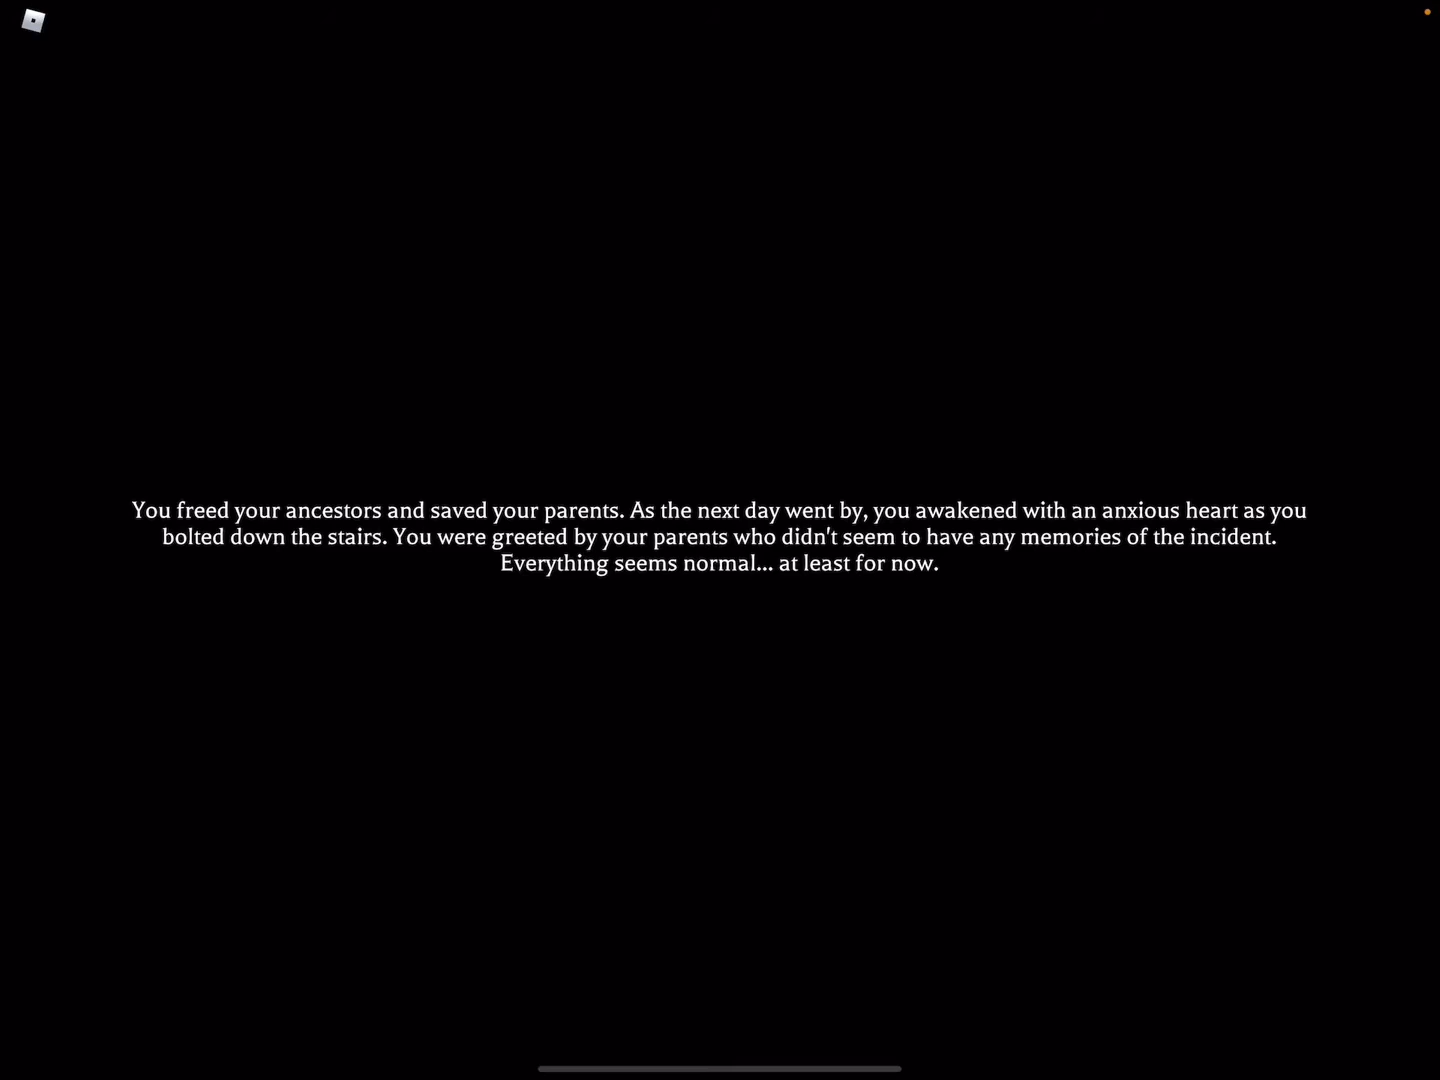 You freed your ancestors and saved your parents. As the next day went by, you awakened with an anxious heart as you
bolted down the stairs. You were greeted by your parents who didn't seem to have any memories of the incident.
Everything seems normal... at least for now.